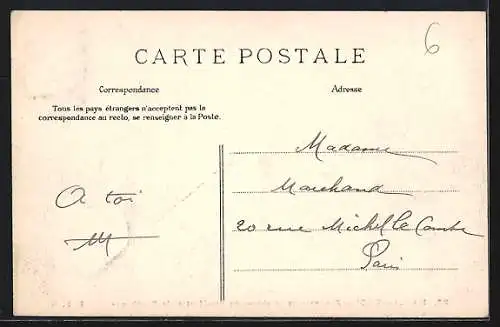 6
CARTE POSTALE
Correspondance
Adresse
Tous les pays étrangers n'acceptent pas la
correspondance au recto, se renseigner à la Poste.
Madame
Marchand
20 rue Michel le Comte
Paris
A toi
M